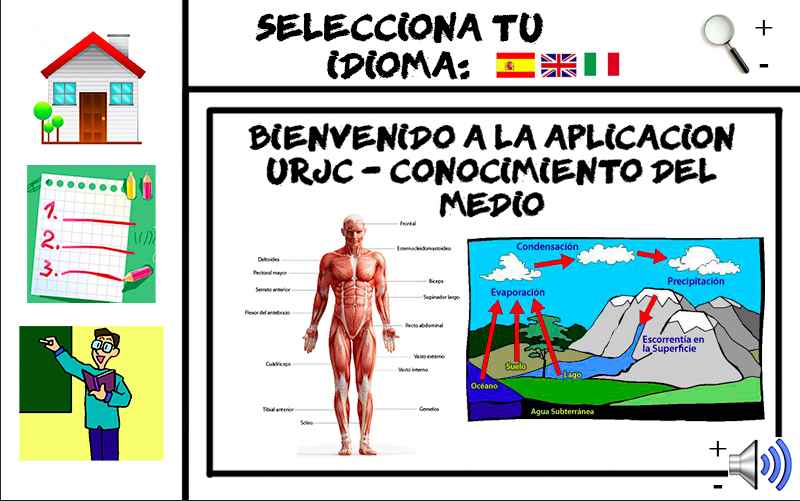 SELECCIONA TU
IDIOMA:
+
-
1.
2.
3.
BIENVENIDO A LA APLICACION
URJC - CONOCIMIENTO DEL
MEDIO
Frontal
Esternocleidomastoideo
Deltoides
Pectoral mayor
Serrato anterior
Flexor del antebrazo
Cuádriceps
Tibial anterior
Sóleo
Biceps
Supinador largo
Recto abdominal
Vasto externo
Vasto interno
Gemelos
Condensación
Precipitación
Evaporación
Escorrentía en
la Superficie
Suelo
Lago
Océano
Agua Subterránea
+
-